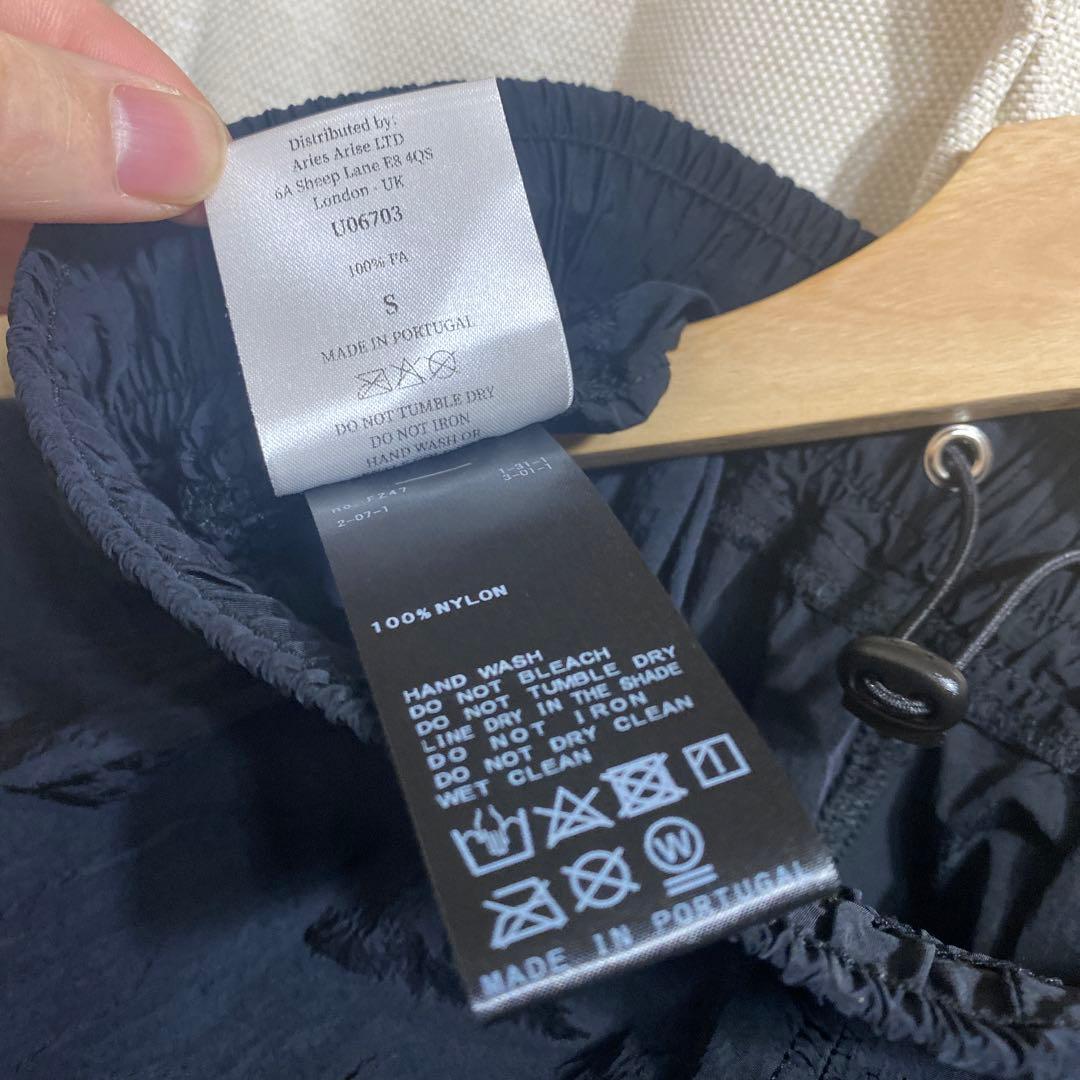 Distributed by:
Aries Arise LTD
6A Sheep Lane E8 4QS
London - UK
U06703
100% PA
S
MADE IN PORTUGAL
DO NOT TUMBLE DRY
DO NOT IRON
HAND WASH OR
no. F247
1-31-1
2-07-1
3-01-1
100% NYLON
HAND WASH
DO NOT BLEACH
DO NOT TUMBLE DRY
LINE DRY IN THE SHADE
DO NOT IRON
DO NOT DRY CLEAN
WET CLEAN
W
MADE IN PORTUGAL